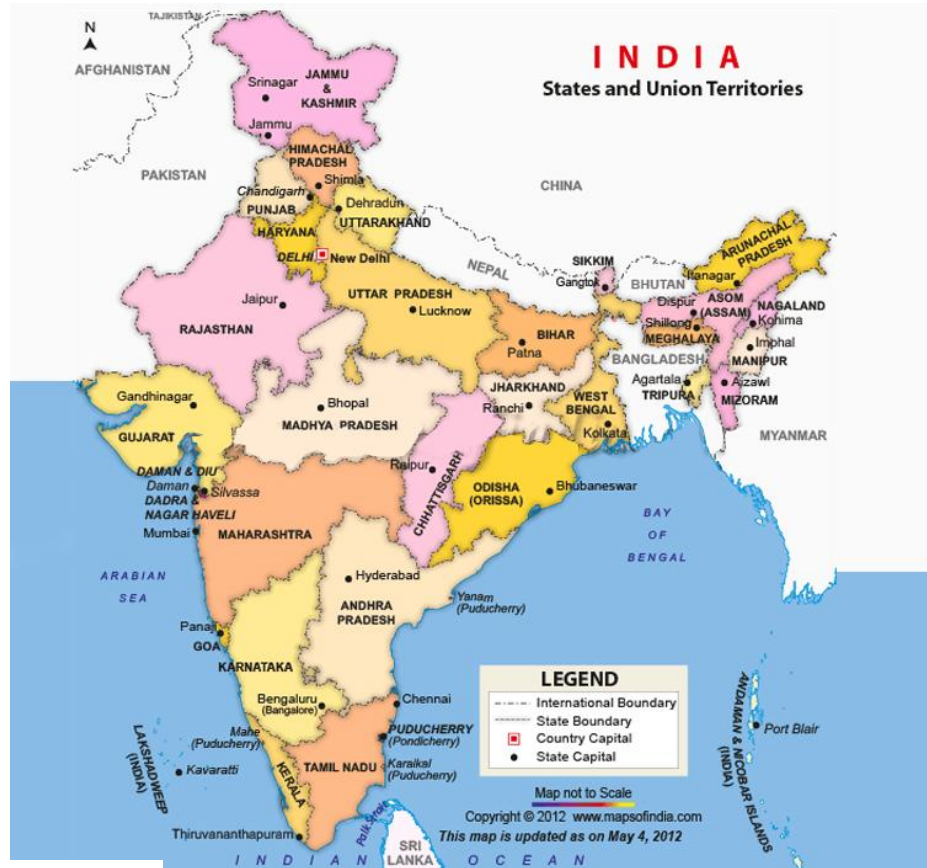 TAJIKISTAN
N
AFGHANISTAN
INDIA
States and Union Territories
JAMMU
&
KASHMIR
Srinagar
Jammu
HIMACHAL
PRADESH
Shimla
PAKISTAN
CHINA
Chandigarh
PUNJAB
Dehradun
UTTARAKHAND
HARYANA
DELHI
New Delhi
NEPAL
SIKKIM
Gangtok
BHUTAN
ARUNACHAL
PRADESH
Itanagar
Dispur
ASOM
(ASSAM)
NAGALAND
Kohima
Shillong
MEGHALAYA
Imphal
MANIPUR
BANGLADESH
Agartala
TRIPURA
Aizawl
MIZORAM
MYANMAR
Jaipur
RAJASTHAN
UTTAR PRADESH
Lucknow
BIHAR
Patna
JHARKHAND
Ranchi
WEST
BENGAL
Kolkata
Gandhinagar
GUJARAT
Bhopal
MADHYA PRADESH
Raipur
CHHATTISGARH
ODISHA
(ORISSA)
Bhubaneswar
DAMAN & DIU
Daman
Silvassa
DADRA &
NAGAR HAVELI
Mumbai
MAHARASHTRA
BAY
OF
BENGAL
ARABIAN
SEA
Hyderabad
ANDHRA
PRADESH
Yanam
(Puducherry)
Panaji
GOA
KARNATAKA
Bengaluru
(Bangalore)
Chennai
Mahe
(Puducherry)
PUDUCHERRY
(Pondicherry)
Karaikal
(Puducherry)
TAMIL NADU
KERALA
LAKSHADWEEP
(INDIA)
Kavaratti
Thiruvananthapuram
Palk Strait
SRI
LANKA
INDIAN OCEAN
ANDAMAN & NICOBAR ISLANDS
(INDIA)
Port Blair
LEGEND
International Boundary
State Boundary
Country Capital
State Capital
Map not to Scale
Copyright © 2012 www.mapsofindia.com
This map is updated as on May 4, 2012